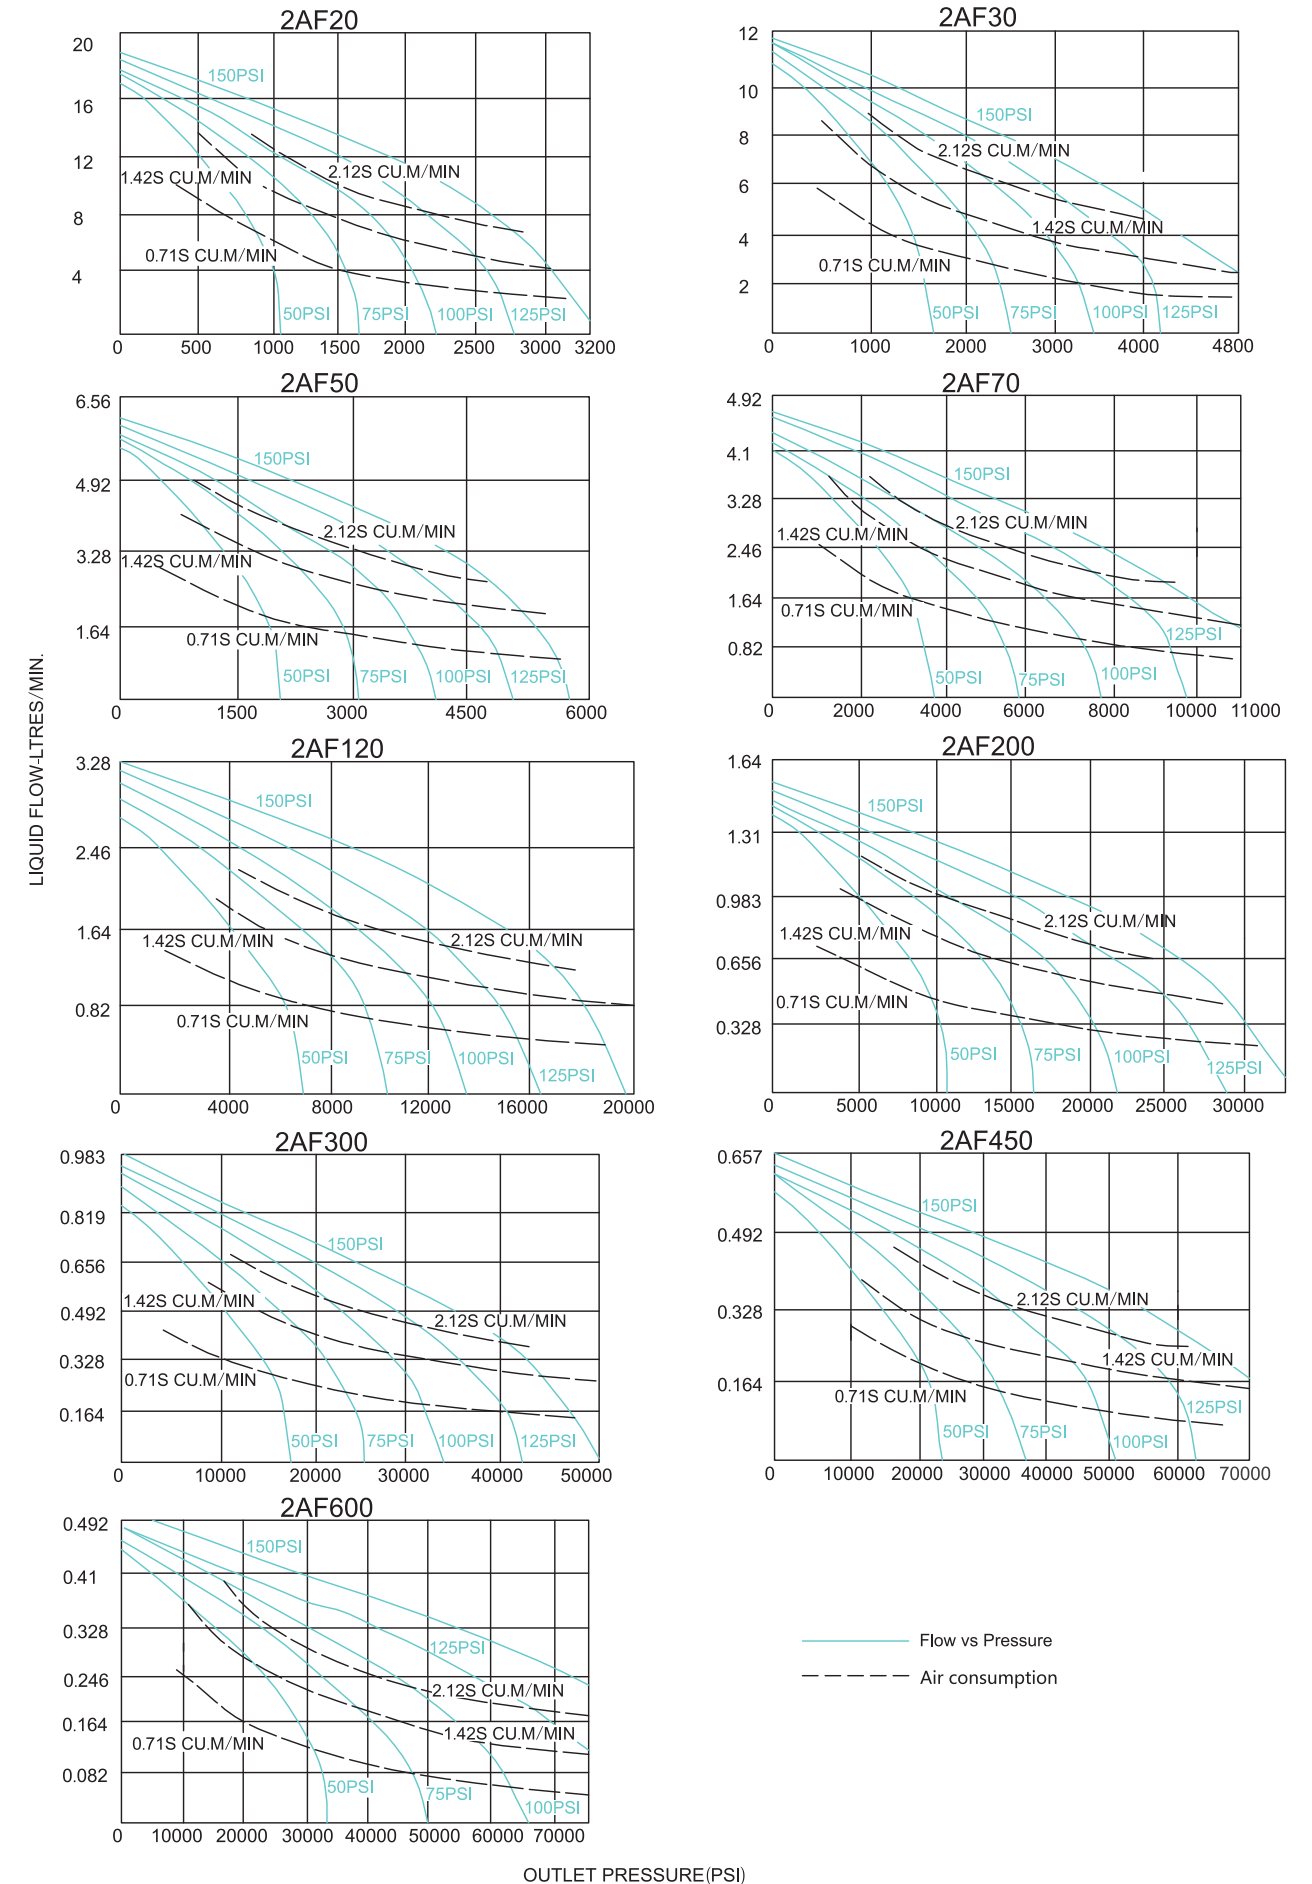 2AF20
20
16
12
8
4
150PSI
2.12S CU.M/MIN
1.42S CU.M/MIN
0.71S CU.M/MIN
50PSI 75PSI 100PSI 125PSI
0 500 1000 1500 2000 2500 3000 3200
2AF30
12
10
8
6
4
2
150PSI
2.12S CU.M/MIN
1.42S CU.M/MIN
0.71S CU.M/MIN
50PSI 75PSI 100PSI 125PSI
0 1000 2000 3000 4000 4800
2AF50
6.56
4.92
3.28
1.64
150PSI
2.12S CU.M/MIN
1.42S CU.M/MIN
0.71S CU.M/MIN
50PSI 75PSI 100PSI 125PSI
0 1500 3000 4500 6000
2AF70
4.92
4.1
3.28
2.46
1.64
0.82
150PSI
2.12S CU.M/MIN
1.42S CU.M/MIN
0.71S CU.M/MIN
125PSI
50PSI 75PSI 100PSI
0 2000 4000 6000 8000 10000 11000
LIQUID FLOW-LTRES/MIN.
2AF120
3.28
2.46
1.64
0.82
150PSI
2.12S CU.M/MIN
1.42S CU.M/MIN
0.71S CU.M/MIN
50PSI 75PSI 100PSI 125PSI
0 4000 8000 12000 16000 20000
2AF200
1.64
1.31
0.983
0.656
0.328
150PSI
2.12S CU.M/MIN
1.42S CU.M/MIN
0.71S CU.M/MIN
50PSI 75PSI 100PSI 125PSI
0 5000 10000 15000 20000 25000 30000
2AF300
0.983
0.819
0.656
0.492
0.328
0.164
150PSI
1.42S CU.M/MIN
2.12S CU.M/MIN
0.71S CU.M/MIN
50PSI 75PSI 100PSI 125PSI
0 10000 20000 30000 40000 50000
2AF450
0.657
0.492
0.328
0.164
150PSI
2.12S CU.M/MIN
1.42S CU.M/MIN
0.71S CU.M/MIN
125PSI
50PSI 75PSI 100PSI
0 10000 20000 30000 40000 50000 60000 70000
2AF600
0.492
0.41
0.328
0.246
0.164
0.082
150PSI
125PSI
2.12S CU.M/MIN
1.42S CU.M/MIN
0.71S CU.M/MIN
50PSI 75PSI 100PSI
0 10000 20000 30000 40000 50000 60000 70000
Flow vs Pressure
Air consumption
OUTLET PRESSURE(PSI)